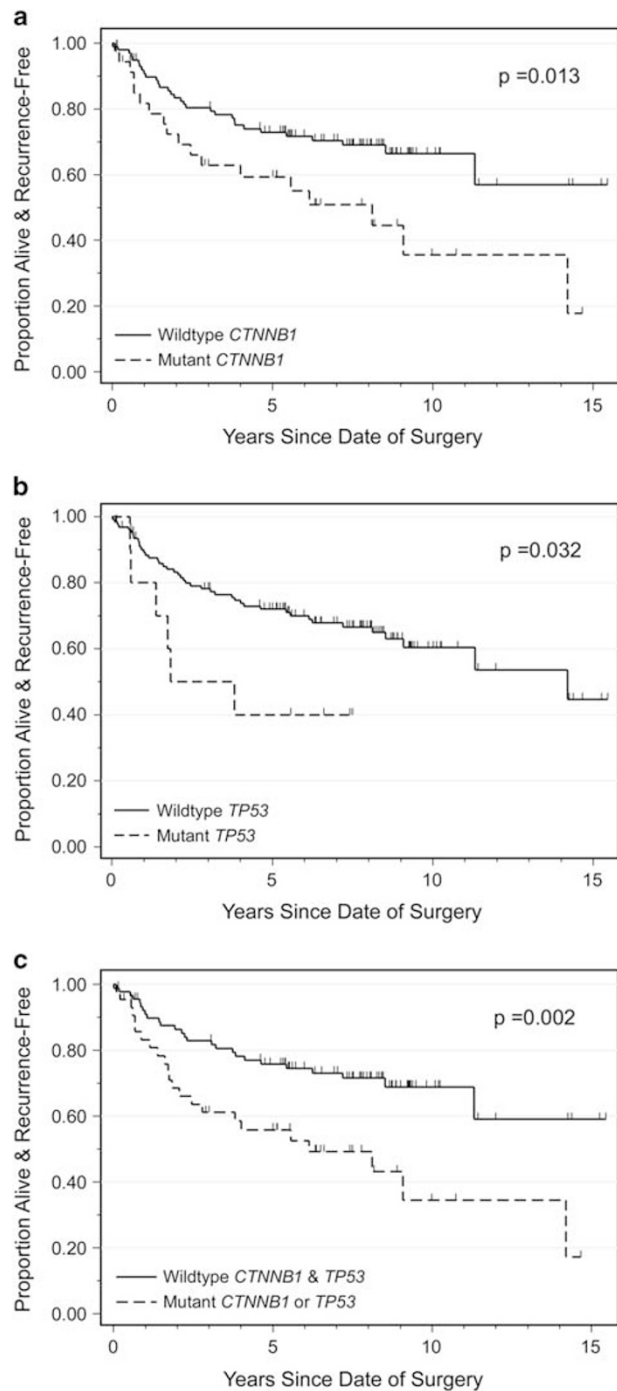 a
1.00
p =0.013
0.80
0.60
0.40
0.20
Wildtype CTNNB1
Mutant CTNNB1
0.00
0 5 10 15
Proportion Alive & Recurrence-Free
Years Since Date of Surgery
b
1.00
p =0.032
0.80
0.60
0.40
0.20
Wildtype TP53
Mutant TP53
0.00
0 5 10 15
Proportion Alive & Recurrence-Free
Years Since Date of Surgery
c
1.00
p =0.002
0.80
0.60
0.40
0.20
Wildtype CTNNB1 & TP53
Mutant CTNNB1 or TP53
0.00
0 5 10 15
Proportion Alive & Recurrence-Free
Years Since Date of Surgery